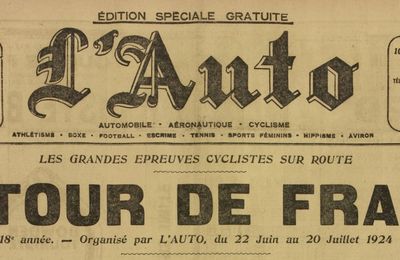 ÉDITION SPÉCIALE GRATUITE
L'Auto
AUTOMOBILE - AÉRONAUTIQUE - CYCLISME
ATHLÉTISME - BOXE - FOOTBALL - ESCRIME - TENNIS - SPORTS FÉMININS - HIPPISME - AVIRON
LES GRANDES EPREUVES CYCLISTES SUR ROUTE
TOUR DE FRA
18e année. — Organisé par L'AUTO, du 22 Juin au 20 Juillet 1924